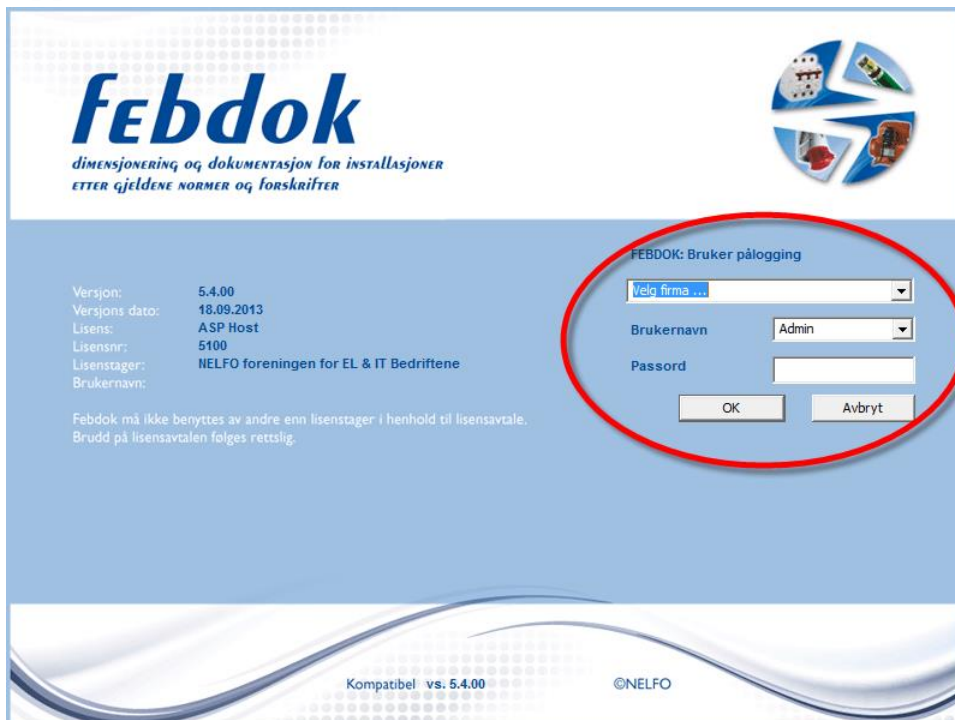 fEbdok
dimensjonering og dokumentasjon for installasjoner
etter gjeldene normer og forskrifter
FEBDOK: Bruker pålogging
Velg firma ...
Brukernavn Admin
Passord
OK Avbryt
Versjon: 5.4.00
Versjons dato: 18.09.2013
Lisens: ASP Host
Lisensnr: 5100
Lisenstager: NELFO foreningen for EL & IT Bedriftene
Brukernavn:
Febdok må ikke benyttes av andre enn lisenstager i henhold til lisensavtale.
Brudd på lisensavtalen følges rettslig.
Kompatibel vs. 5.4.00 ©NELFO